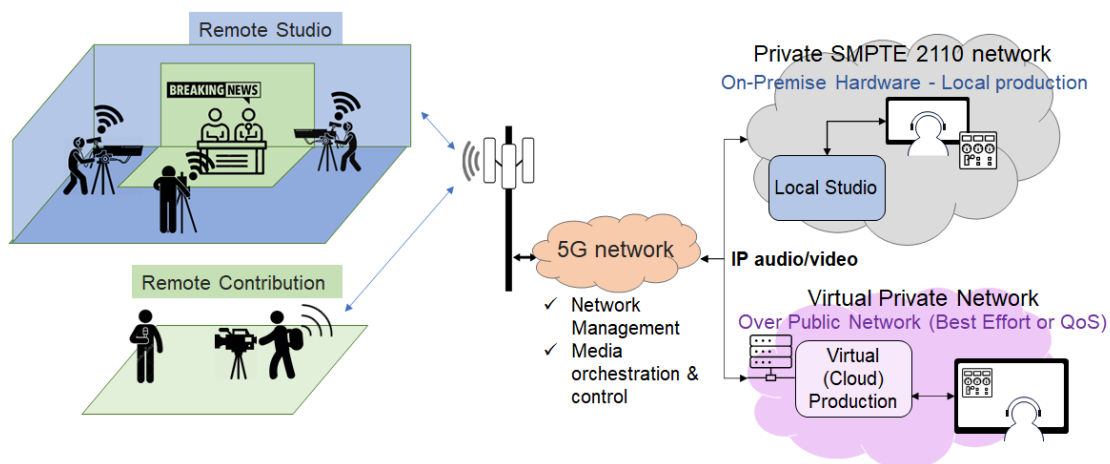 Remote Studio
BREAKING NEWS
Remote Contribution
5G network
✓ Network
Management
✓ Media
orchestration &
control
Private SMPTE 2110 network
On-Premise Hardware - Local production
Local Studio
IP audio/video
Virtual Private Network
Over Public Network (Best Effort or QoS)
Virtual
(Cloud)
Production